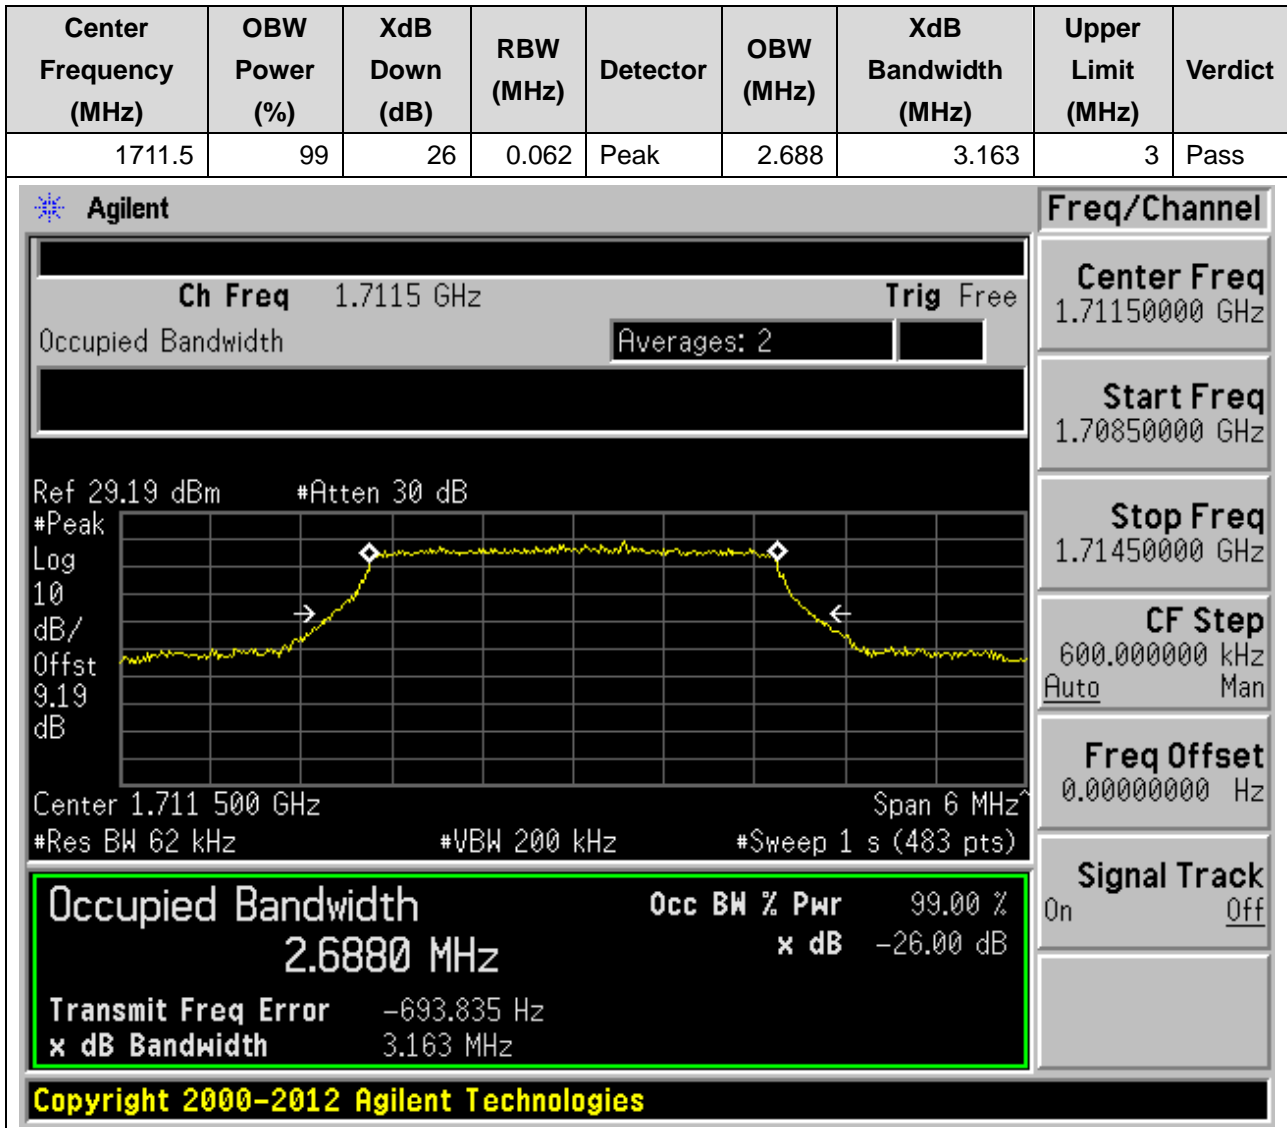 Center Frequency (MHz) OBW Power (%) XdB Down (dB) RBW (MHz) Detector OBW (MHz) XdB Bandwidth (MHz) Upper Limit (MHz) Verdict
1711.5 99 26 0.062 Peak 2.688 3.163 3 Pass
Agilent
Freq/Channel
Ch Freq 1.7115 GHz Trig Free
Occupied Bandwidth Averages: 2
Center Freq
1.71150000 GHz
Start Freq
1.70850000 GHz
Stop Freq
1.71450000 GHz
CF Step
600.000000 kHz
Auto Man
Freq Offset
0.00000000 Hz
Signal Track
On Off
Ref 29.19 dBm #Atten 30 dB
#Peak
Log
10
dB/
Offst
9.19
dB
Center 1.711 500 GHz Span 6 MHz^
#Res BW 62 kHz #VBW 200 kHz #Sweep 1 s (483 pts)
Occupied Bandwidth Occ BW % Pwr 99.00 %
2.6880 MHz x dB -26.00 dB
Transmit Freq Error -693.835 Hz
x dB Bandwidth 3.163 MHz
Copyright 2000-2012 Agilent Technologies